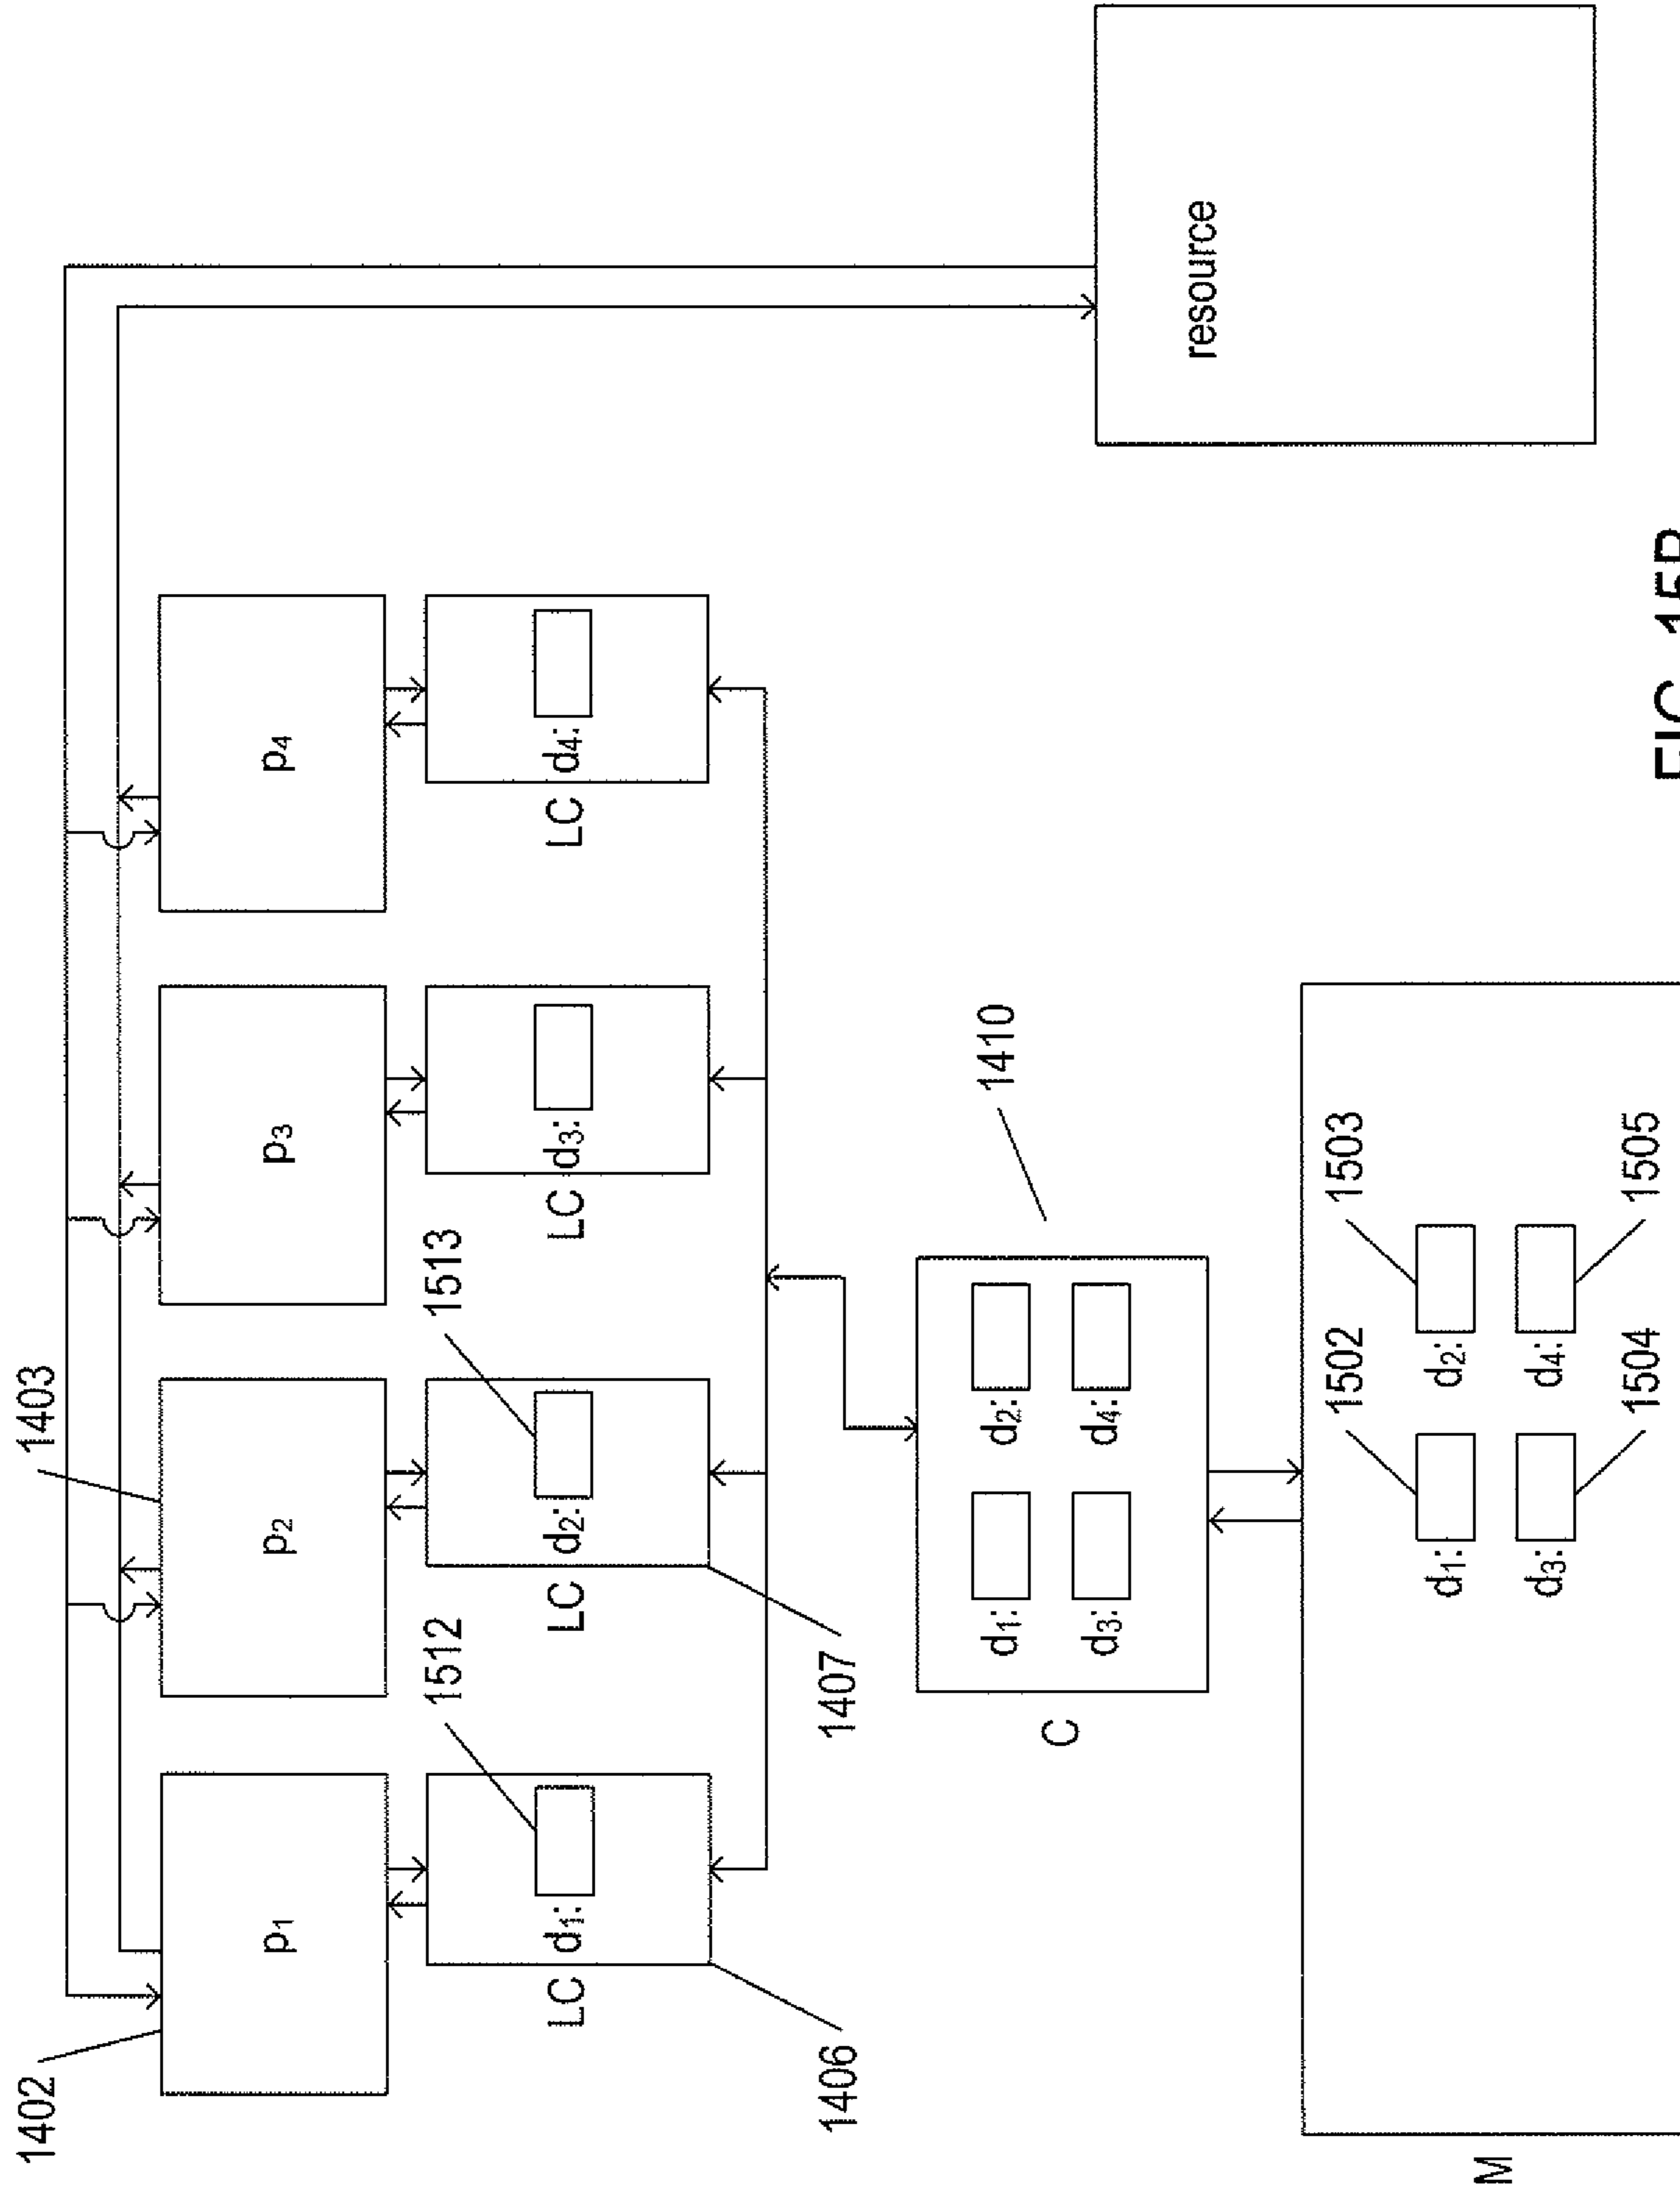 1402
1403
p1
p2
p3
p4
1512
1513
LC d1:
LC d2:
LC d3:
LC d4:
1406
1407
1410
d1: d2:
C
d3: d4:
resource
1502
1503
d1: d2:
M
d3: d4:
1504
1505
FIG